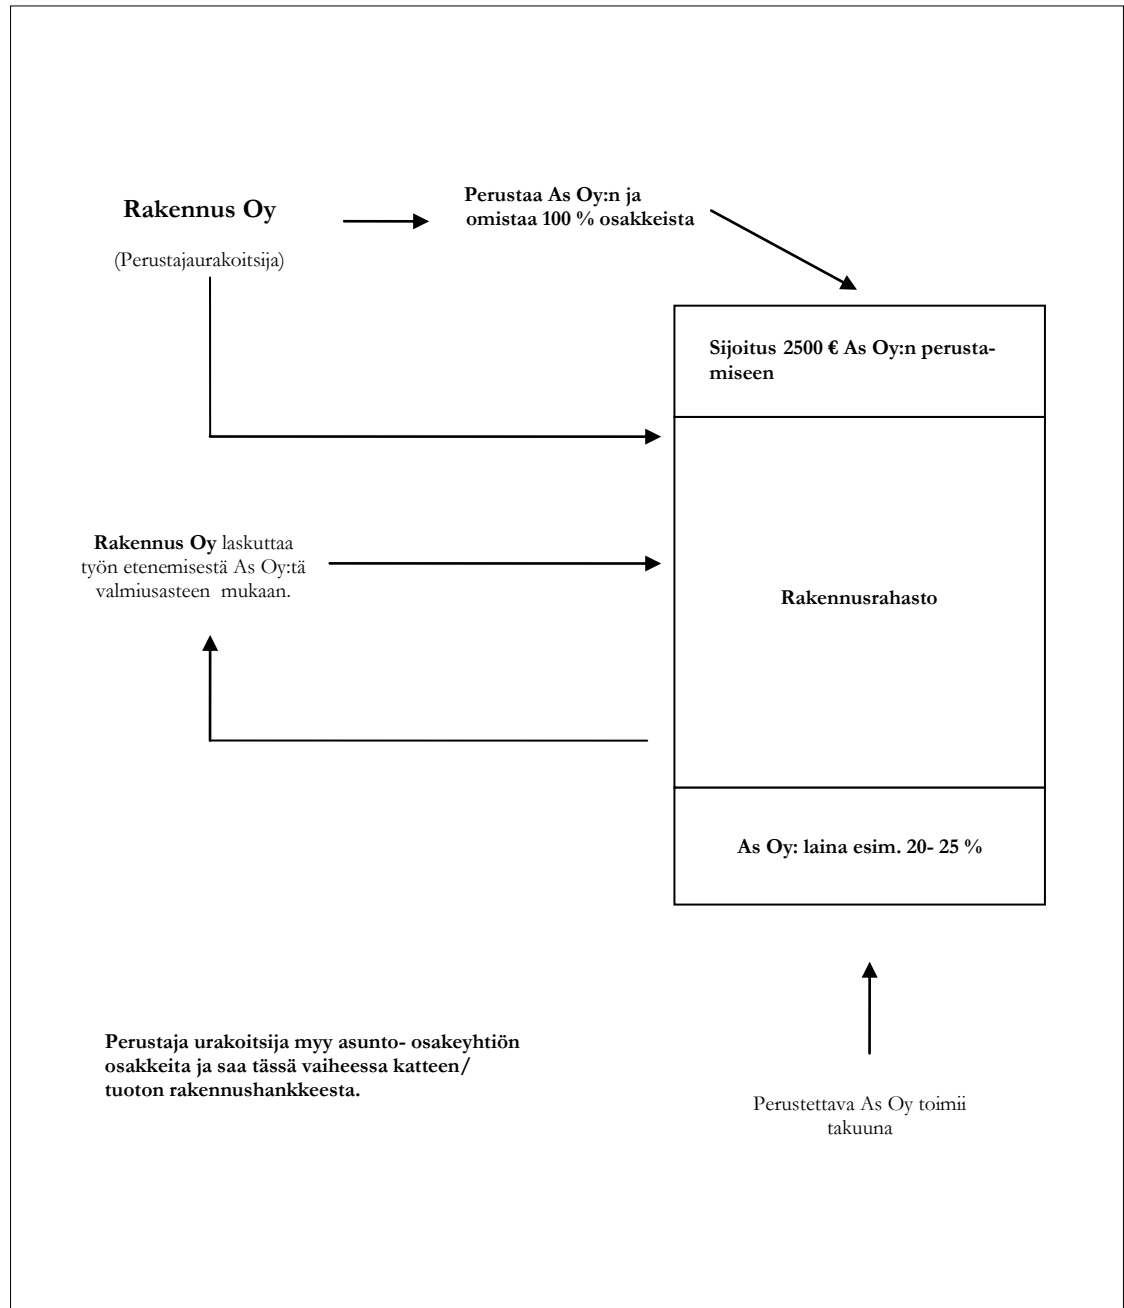 Rakennus Oy
(Perustajaurakoitsija)
Perustaa As Oy:n ja
omistaa 100 % osakkeista
Sijoitus 2500 € As Oy:n perusta-
miseen
Rakennus Oy laskuttaa
työn etenemisestä As Oy:tä
valmiusasteen mukaan.
Rakennusrahasto
As Oy: laina esim. 20- 25 %
Perustaja urakoitsija myy asunto- osakeyhtiön
osakkeita ja saa tässä vaiheessa katteen/
tuoton rakennushankkeesta.
Perustettava As Oy toimii
takuuna